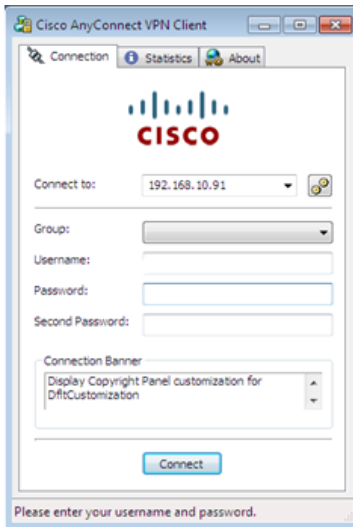 Cisco AnyConnect VPN Client
Connection
Statistics
About
CISCO
Connect to:
192.168.10.91
Group:
Username:
Password:
Second Password:
Connection Banner
Display Copyright Panel customization for
DfltCustomization
Connect
Please enter your username and password.